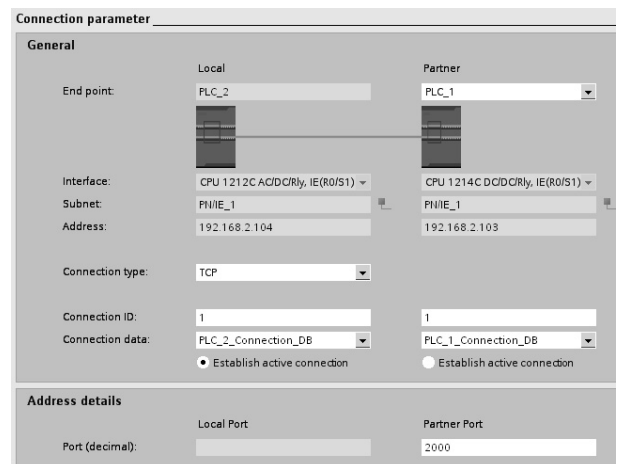 Connection parameter
General
Local Partner
End point: PLC_2 PLC_1
Interface: CPU 1212C AC/DC/Rly, IE(R0/S1) CPU 1214C DC/DC/Rly, IE(R0/S1)
Subnet: PN/IE_1 PN/IE_1
Address: 192.168.2.104 192.168.2.103
Connection type: TCP
Connection ID: 1 1
Connection data: PLC_2_Connection_DB PLC_1_Connection_DB
Establish active connection Establish active connection
Address details
Local Port Partner Port
Port (decimal): 2000